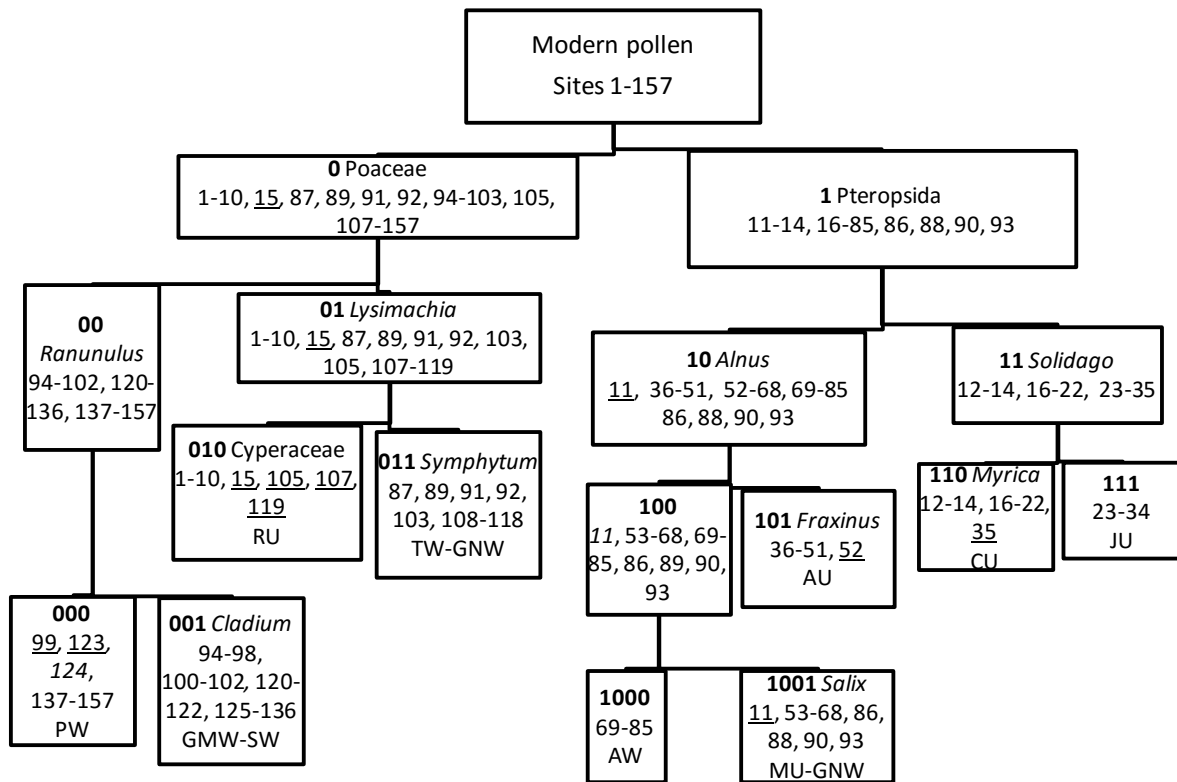 Modern pollen
Sites 1-157
0 Poaceae
1-10, 15, 87, 89, 91, 92, 94-103, 105,
107-157
1 Pteropsida
11-14, 16-85, 86, 88, 90, 93
00
Ranunulus
94-102, 120-
136, 137-157
01 Lysimachia
1-10, 15, 87, 89, 91, 92, 103,
105, 107-119
10 Alnus
11, 36-51, 52-68, 69-85
86, 88, 90, 93
11 Solidago
12-14, 16-22, 23-35
010 Cyperaceae
1-10, 15, 105, 107,
119
RU
011 Symphytum
87, 89, 91, 92,
103, 108-118
TW-GNW
100
11, 53-68, 69-
85, 86, 89, 90,
93
101 Fraxinus
36-51, 52
AU
110 Myrica
12-14, 16-22,
35
CU
111
23-34
JU
000
99, 123,
124,
137-157
PW
001 Cladium
94-98,
100-102, 120-
122, 125-136
GMW-SW
1000
69-85
AW
1001 Salix
11, 53-68, 86,
88, 90, 93
MU-GNW